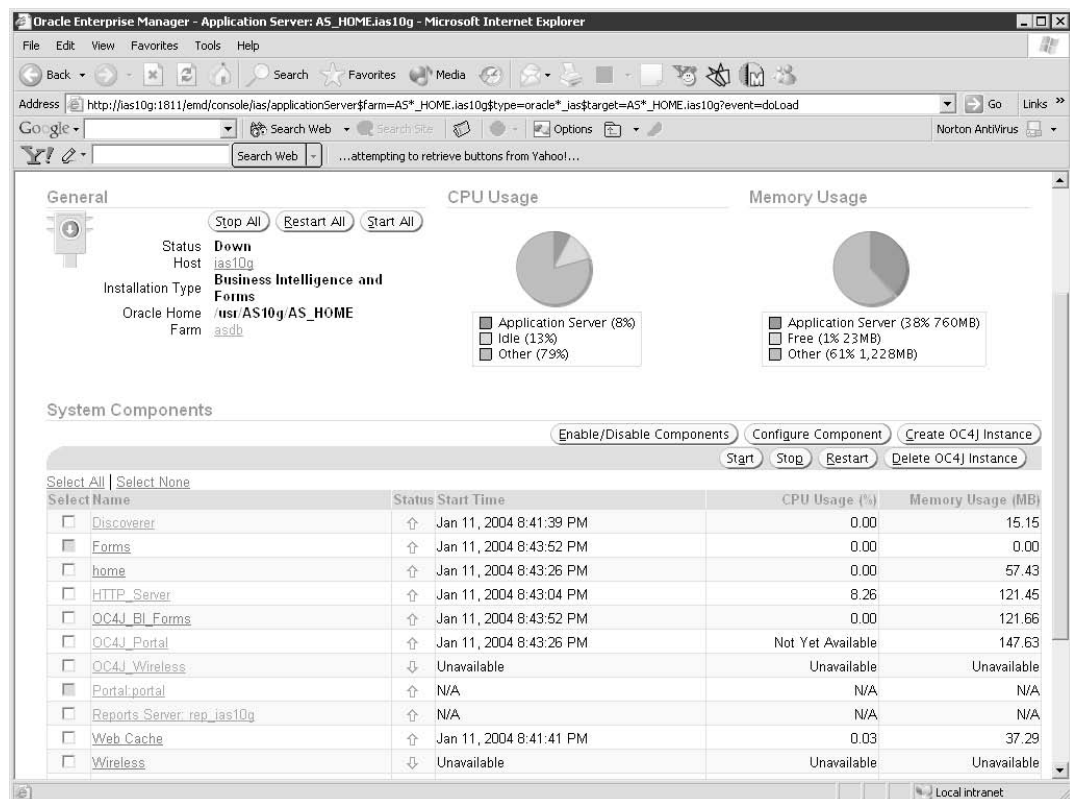 Oracle Enterprise Manager - Application Server: AS_HOME.ias10g - Microsoft Internet Explorer
File Edit View Favorites Tools Help
Back Search Favorites Media
Address http://ias10g:1811/emd/console/ias/applicationServer$farm=AS*_HOME.ias10g$type=oracle*_ias$target=AS*_HOME.ias10g?event=doLoad Go Links »
Google Search Web Search Site Options Norton AntiVirus
Y! Search Web ...attempting to retrieve buttons from Yahoo!...
General
Stop All Restart All Start All
Status Down
Host ias10g
Installation Type Business Intelligence and
Forms
Oracle Home /usr/AS10g/AS_HOME
Farm asdb
CPU Usage
Application Server (8%)
Idle (13%)
Other (79%)
Memory Usage
Application Server (38% 760MB)
Free (1% 23MB)
Other (61% 1,228MB)
System Components
Enable/Disable Components Configure Component Create OC4J Instance
Start Stop Restart Delete OC4J Instance
Select All | Select None
Select Name Status Start Time CPU Usage (%) Memory Usage (MB)
Discoverer Jan 11, 2004 8:41:39 PM 0.00 15.15
Forms Jan 11, 2004 8:43:52 PM 0.00 0.00
home Jan 11, 2004 8:43:26 PM 0.00 57.43
HTTP_Server Jan 11, 2004 8:43:04 PM 8.26 121.45
OC4J_BI_Forms Jan 11, 2004 8:43:52 PM 0.00 121.66
OC4J_Portal Jan 11, 2004 8:43:26 PM Not Yet Available 147.63
OC4J_Wireless Unavailable Unavailable Unavailable
Portal:portal N/A N/A N/A
Reports Server: rep_ias10g N/A N/A N/A
Web Cache Jan 11, 2004 8:41:41 PM 0.03 37.29
Wireless Unavailable Unavailable Unavailable
Local intranet